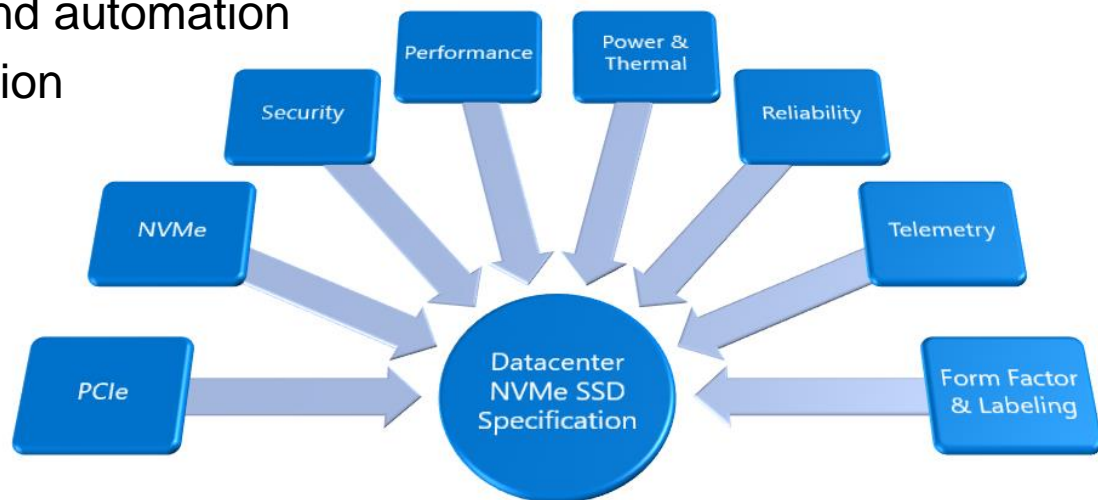 nd automation
ion
Performance
Power &
Thermal
Security
Reliability
NVMe
Telemetry
PCIe
Datacenter
NVMe SSD
Specification
Form Factor
& Labeling